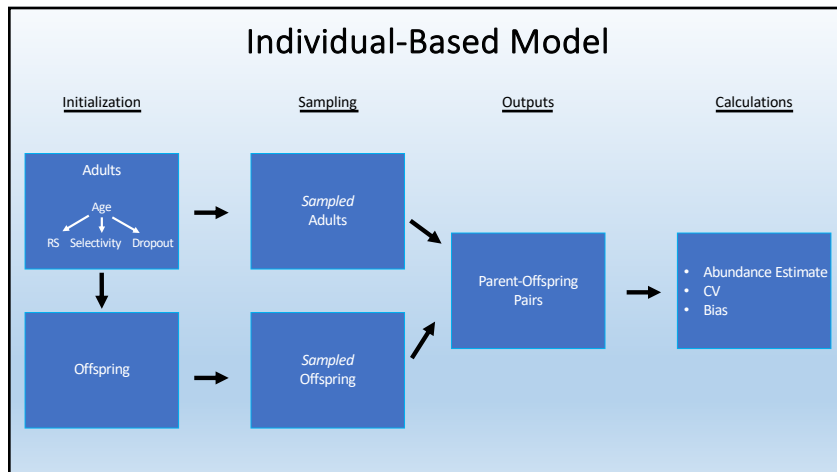 Individual-Based Model
Initialization
Sampling
Outputs
Calculations
Adults
Age
RS Selectivity Dropout
Sampled
Adults
Offspring
Sampled
Offspring
Parent-Offspring
Pairs
• Abundance Estimate
• CV
• Bias